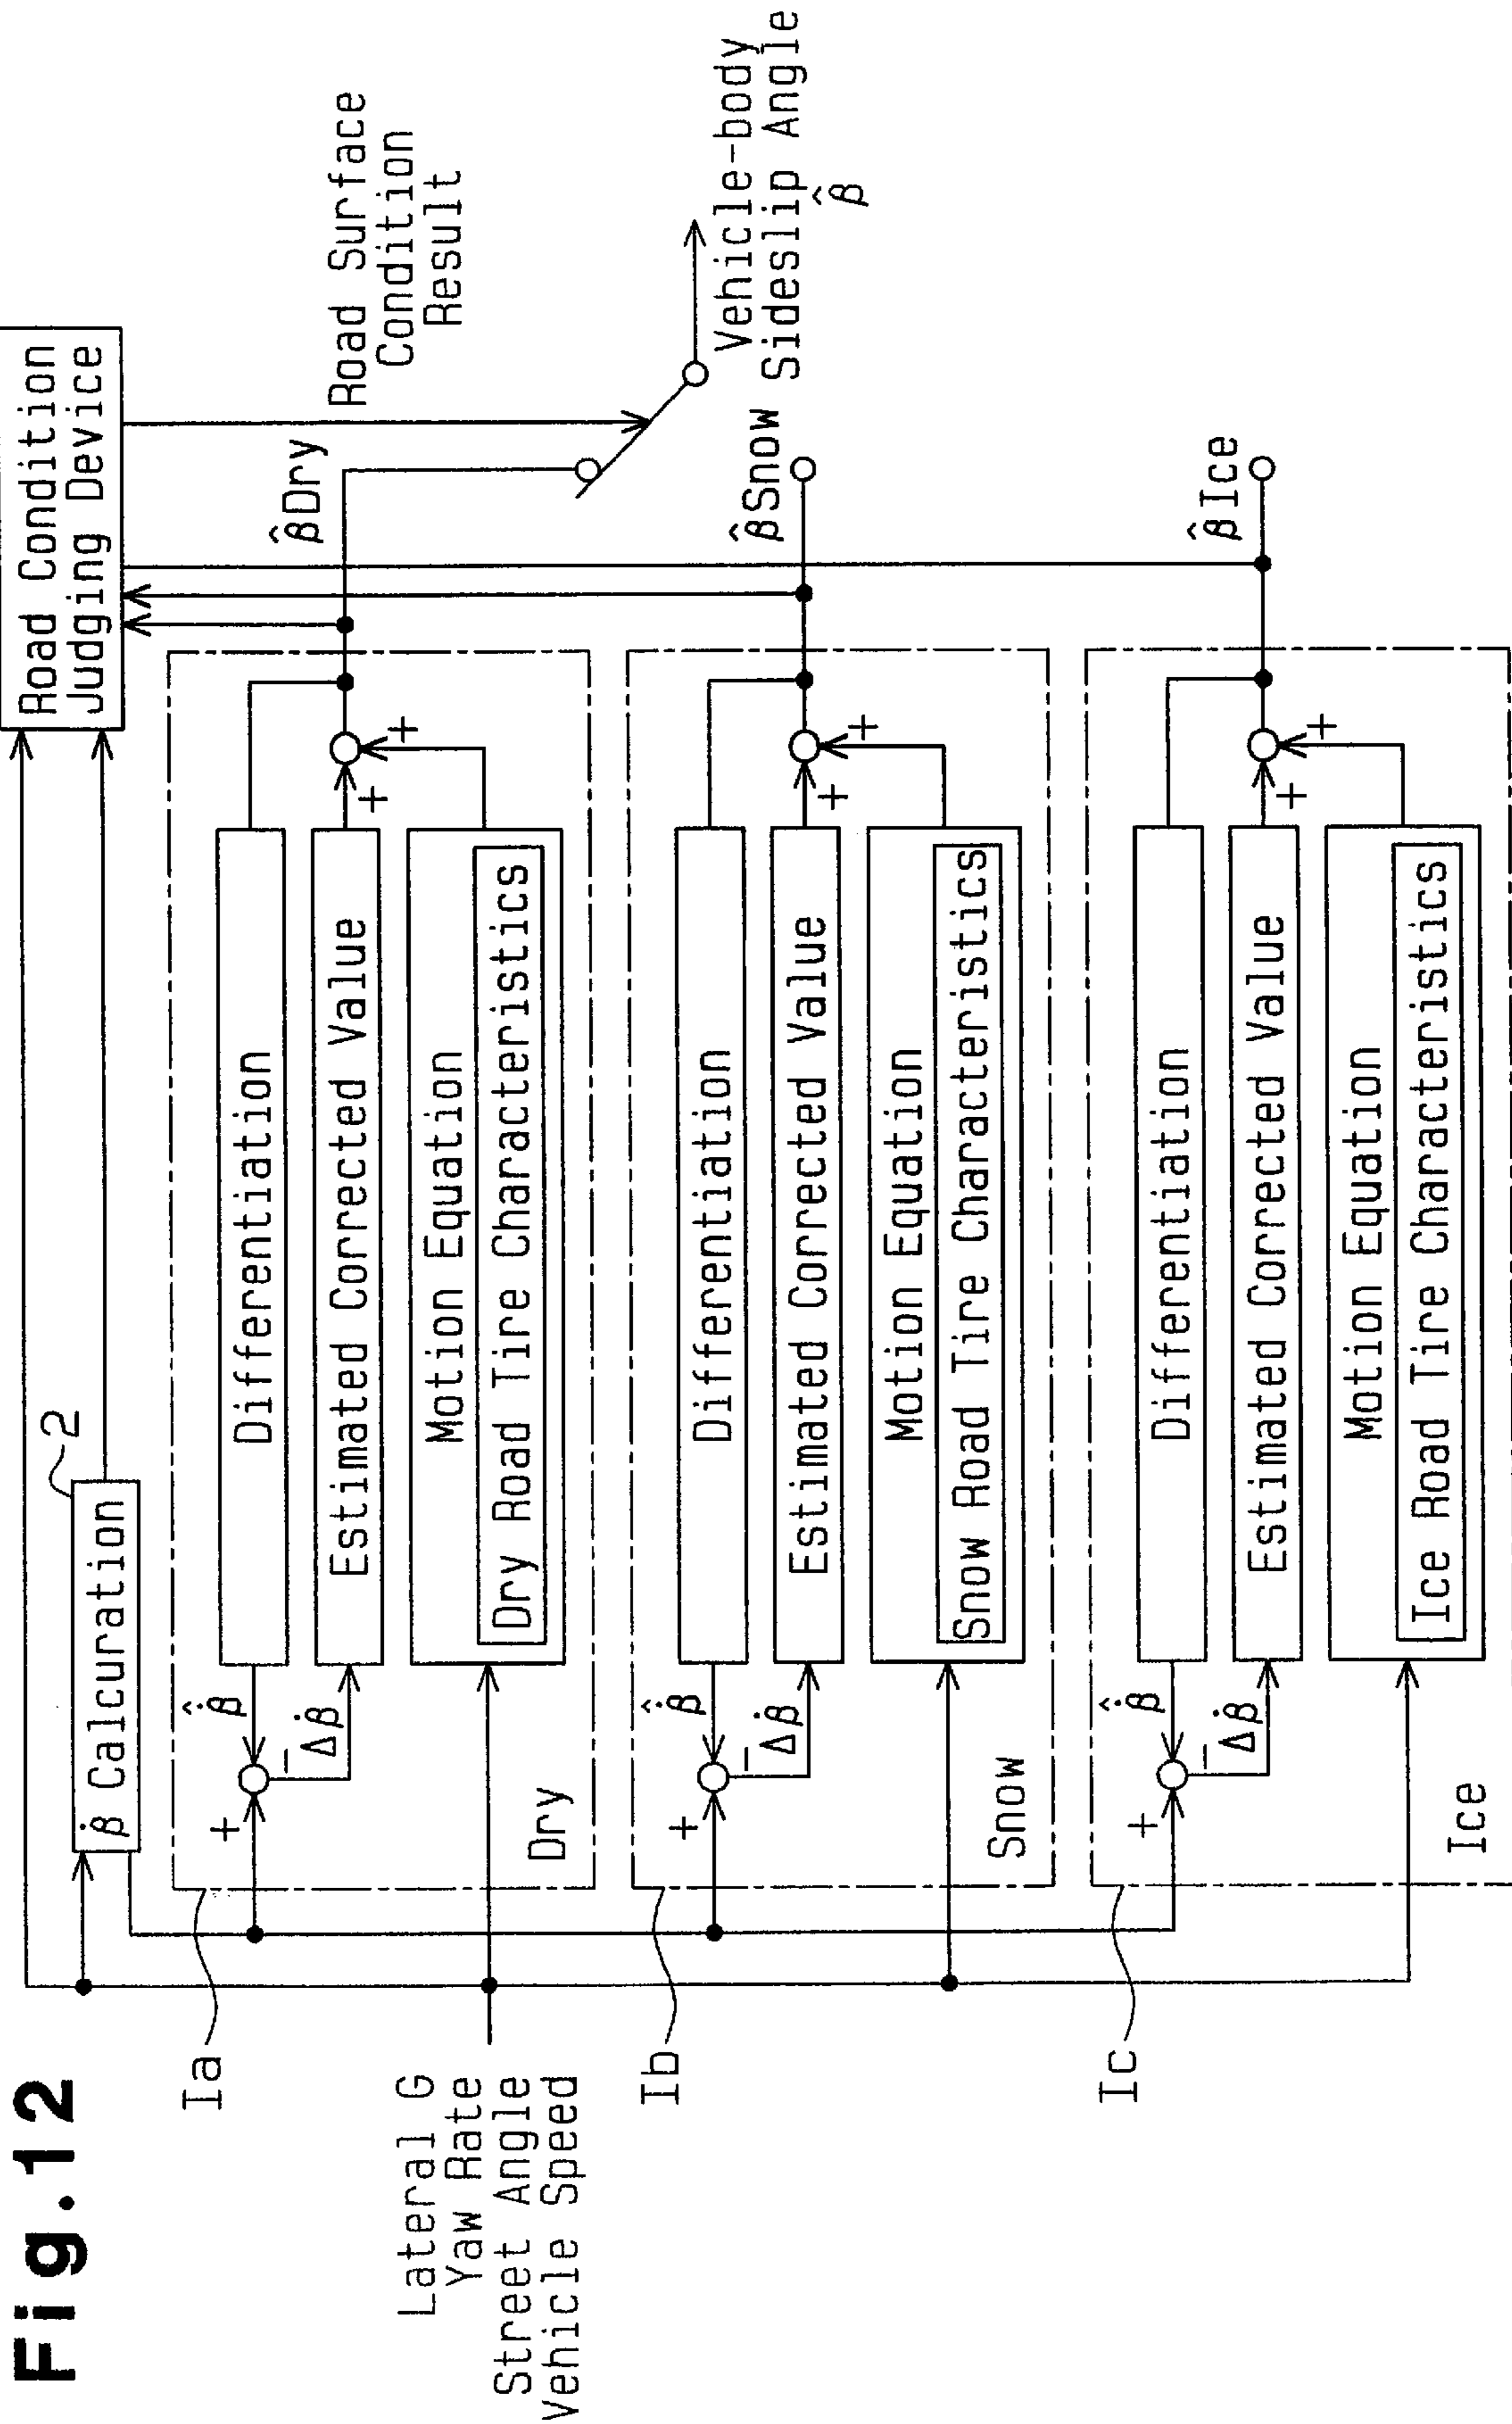 Fig.12
Road Condition
Judging Device
2
β̇ Calcuration
Ia
Differentiation
Estimated Corrected Value
Motion Equation
Dry Road Tire Characteristics
β̂̇
+
−
Δβ̇
+
+
Dry
β̂Dry
Road Surface
Condition
Result
Lateral G
Yaw Rate
Street Angle
Vehicle Speed
Ib
Differentiation
Estimated Corrected Value
Motion Equation
Snow Road Tire Characteristics
β̂̇
+
−
Δβ̇
+
+
Snow
β̂Snow
Vehicle-body
Sideslip Angle
β̂
Ic
Differentiation
Estimated Corrected Value
Motion Equation
Ice Road Tire Characteristics
β̂̇
+
−
Δβ̇
+
+
Ice
β̂Ice